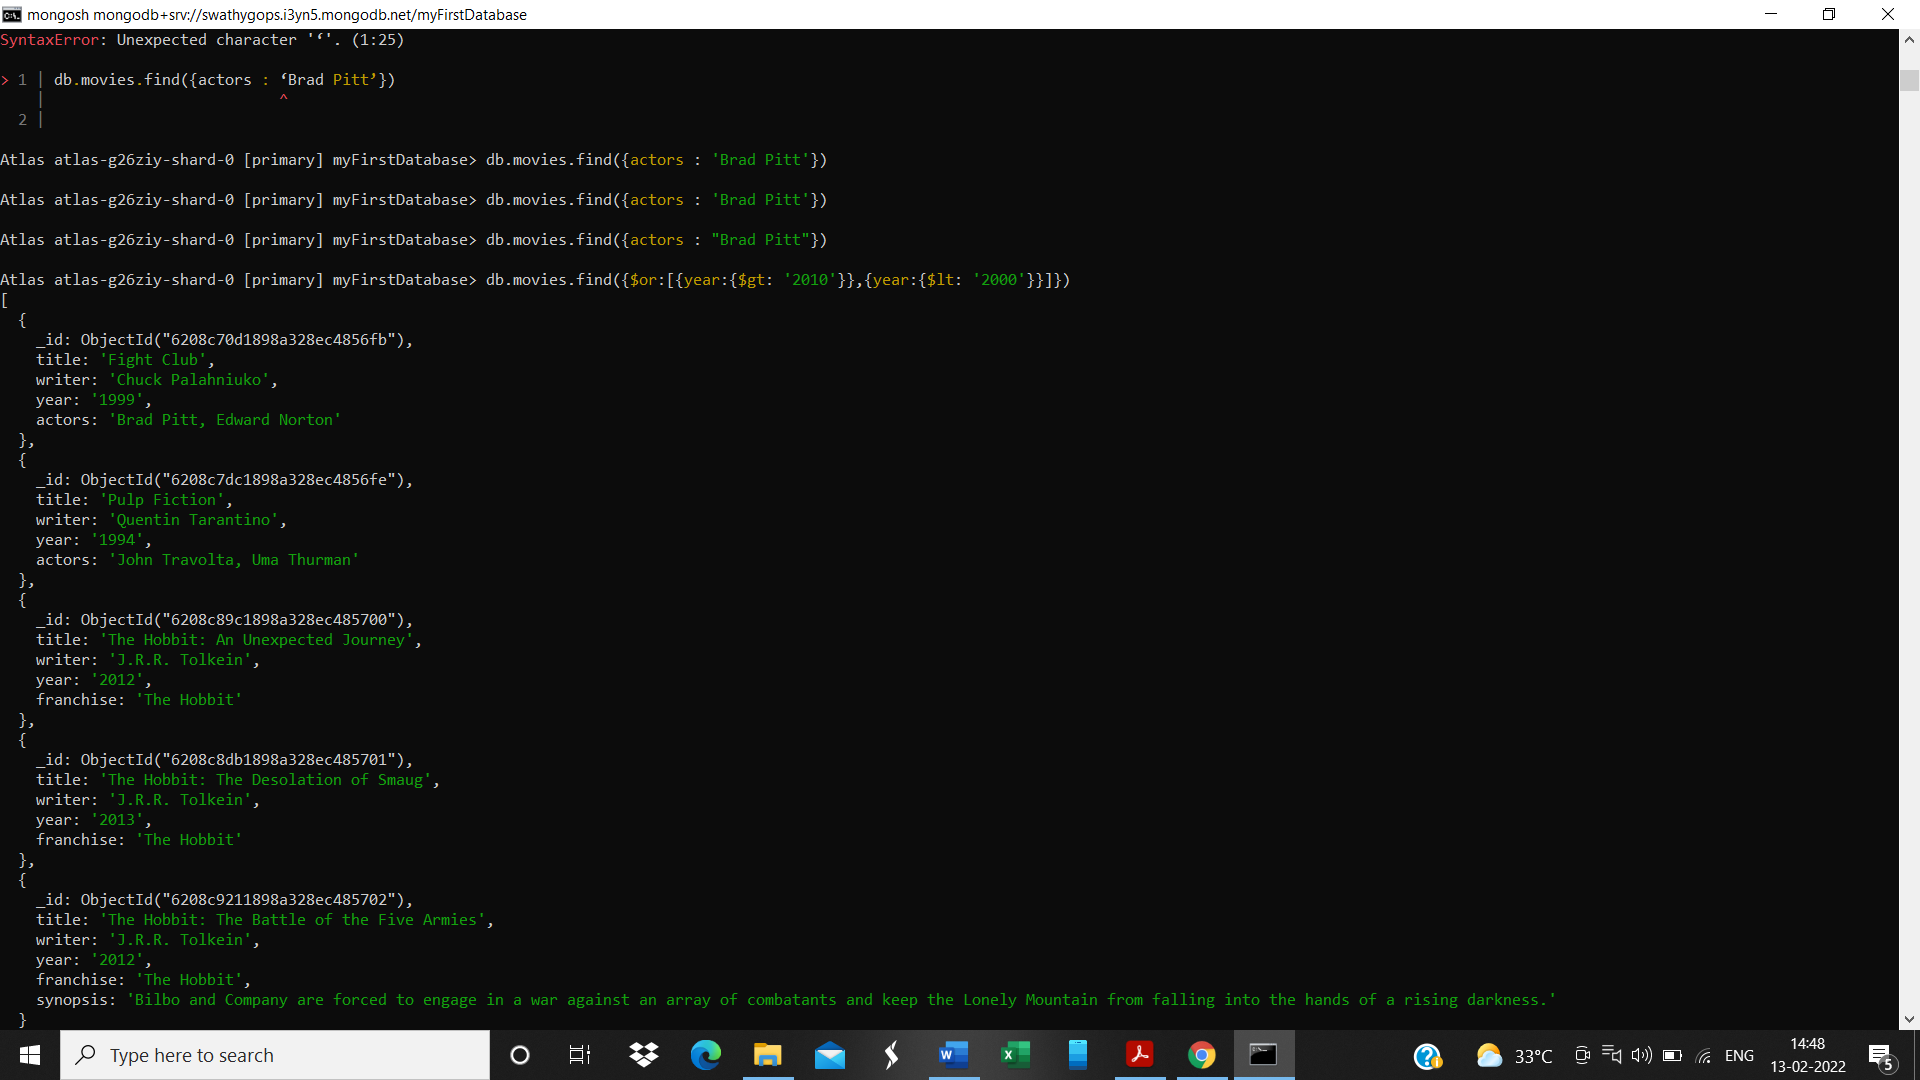 mongosh mongodb+srv://swathygops.i3yn5.mongodb.net/myFirstDatabase
SyntaxError: Unexpected character '‘'. (1:25)
> 1 | db.movies.find({actors : ‘Brad Pitt’})
|                          ^
2 |
Atlas atlas-g26ziy-shard-0 [primary] myFirstDatabase> db.movies.find({actors : 'Brad Pitt'})
Atlas atlas-g26ziy-shard-0 [primary] myFirstDatabase> db.movies.find({actors : 'Brad Pitt'})
Atlas atlas-g26ziy-shard-0 [primary] myFirstDatabase> db.movies.find({actors : "Brad Pitt"})
Atlas atlas-g26ziy-shard-0 [primary] myFirstDatabase> db.movies.find({$or:[{year:{$gt: '2010'}},{year:{$lt: '2000'}}]})
[
{
_id: ObjectId("6208c70d1898a328ec4856fb"),
title: 'Fight Club',
writer: 'Chuck Palahniuko',
year: '1999',
actors: 'Brad Pitt, Edward Norton'
},
{
_id: ObjectId("6208c7dc1898a328ec4856fe"),
title: 'Pulp Fiction',
writer: 'Quentin Tarantino',
year: '1994',
actors: 'John Travolta, Uma Thurman'
},
{
_id: ObjectId("6208c89c1898a328ec485700"),
title: 'The Hobbit: An Unexpected Journey',
writer: 'J.R.R. Tolkein',
year: '2012',
franchise: 'The Hobbit'
},
{
_id: ObjectId("6208c8db1898a328ec485701"),
title: 'The Hobbit: The Desolation of Smaug',
writer: 'J.R.R. Tolkein',
year: '2013',
franchise: 'The Hobbit'
},
{
_id: ObjectId("6208c9211898a328ec485702"),
title: 'The Hobbit: The Battle of the Five Armies',
writer: 'J.R.R. Tolkein',
year: '2012',
franchise: 'The Hobbit',
synopsis: 'Bilbo and Company are forced to engage in a war against an array of combatants and keep the Lonely Mountain from falling into the hands of a rising darkness.'
}
Type here to search
33°C
ENG
14:48
13-02-2022
5